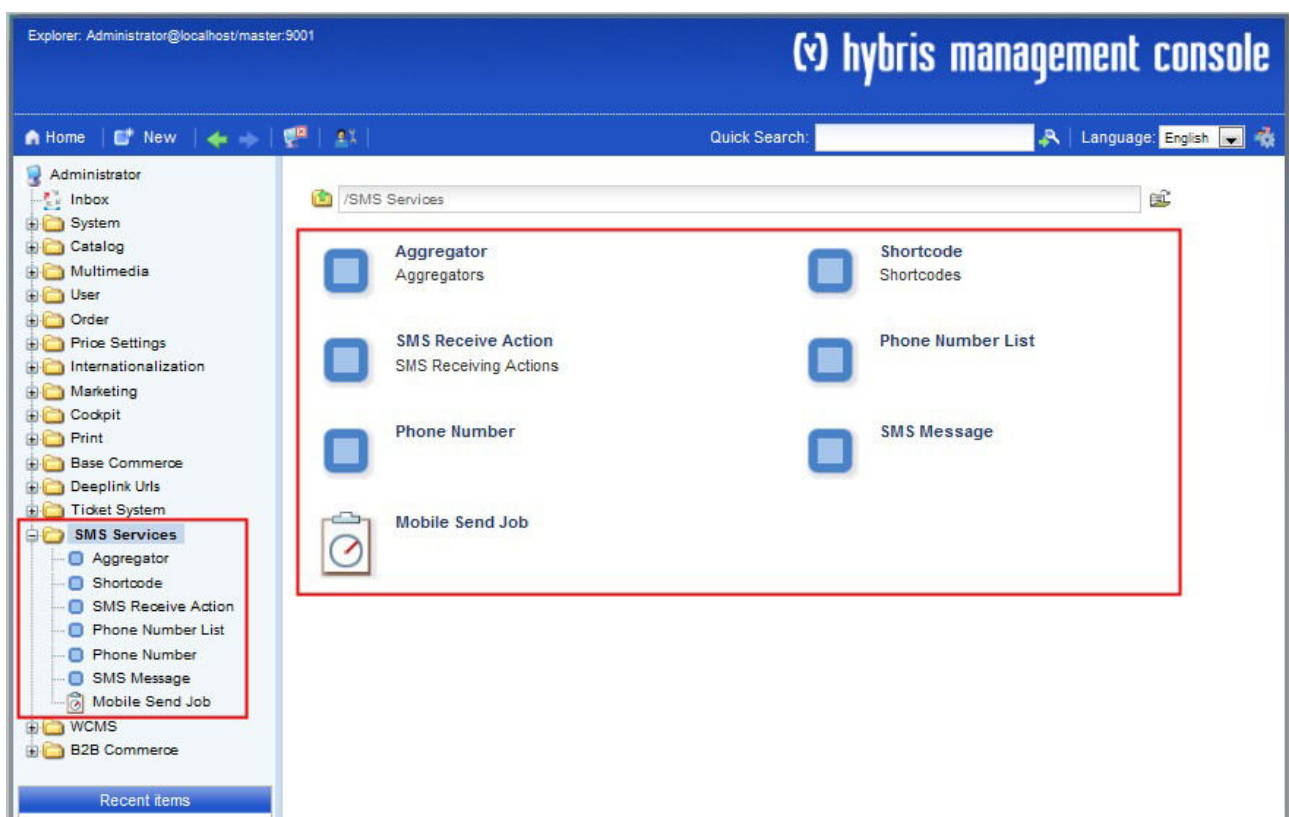 Explorer: Administrator@localhost/master:9001
hybris management console
Home New
Quick Search:
Language: English
Administrator
Inbox
System
Catalog
Multimedia
User
Order
Price Settings
Internationalization
Marketing
Cockpit
Print
Base Commerce
Deeplink Urls
Ticket System
SMS Services
Aggregator
Shortcode
SMS Receive Action
Phone Number List
Phone Number
SMS Message
Mobile Send Job
WCMS
B2B Commerce
Recent items
/SMS Services
Aggregator
Aggregators
Shortcode
Shortcodes
SMS Receive Action
SMS Receiving Actions
Phone Number List
Phone Number
SMS Message
Mobile Send Job